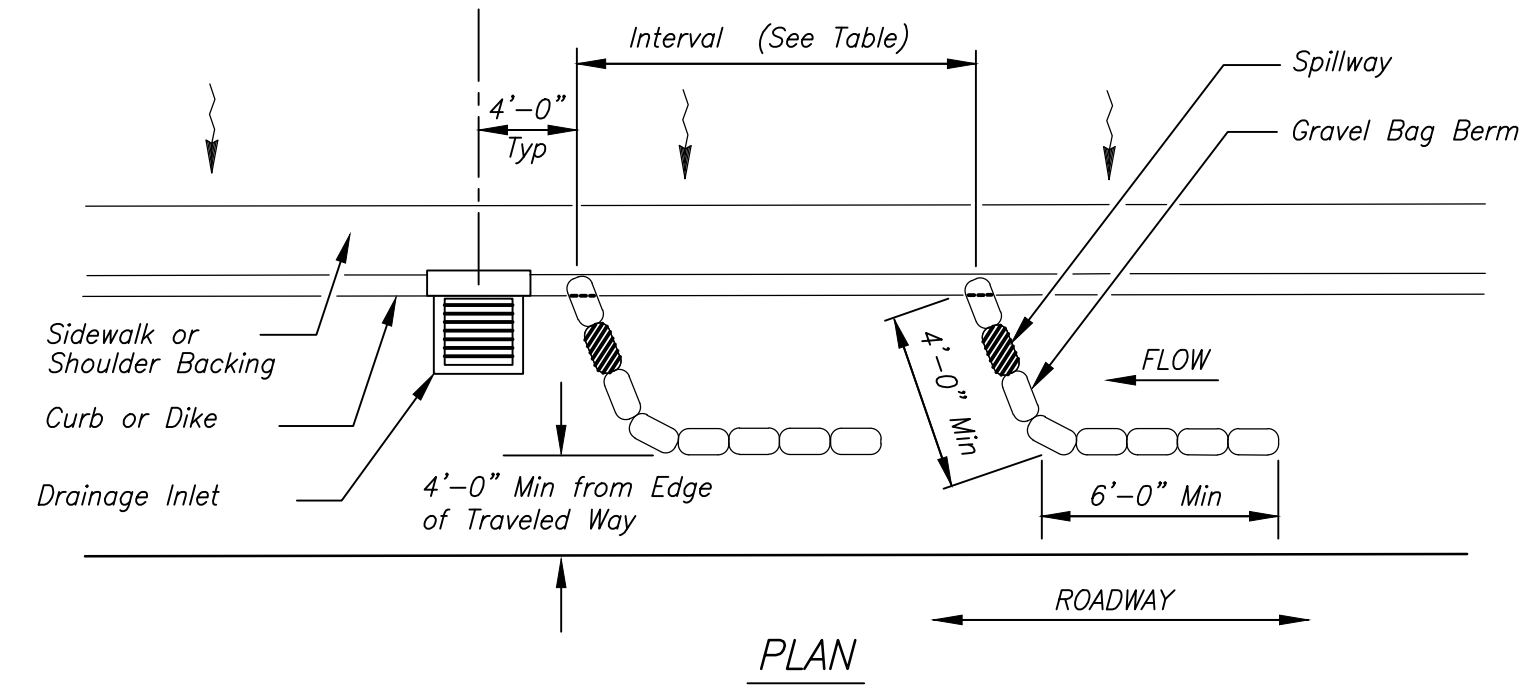 Interval (See Table)
Spillway
4'-0"
Typ
Gravel Bag Berm
Sidewalk or
Shoulder Backing
4'-0" Min
FLOW
Curb or Dike
Drainage Inlet
4'-0" Min from Edge
of Traveled Way
6'-0" Min
ROADWAY
PLAN